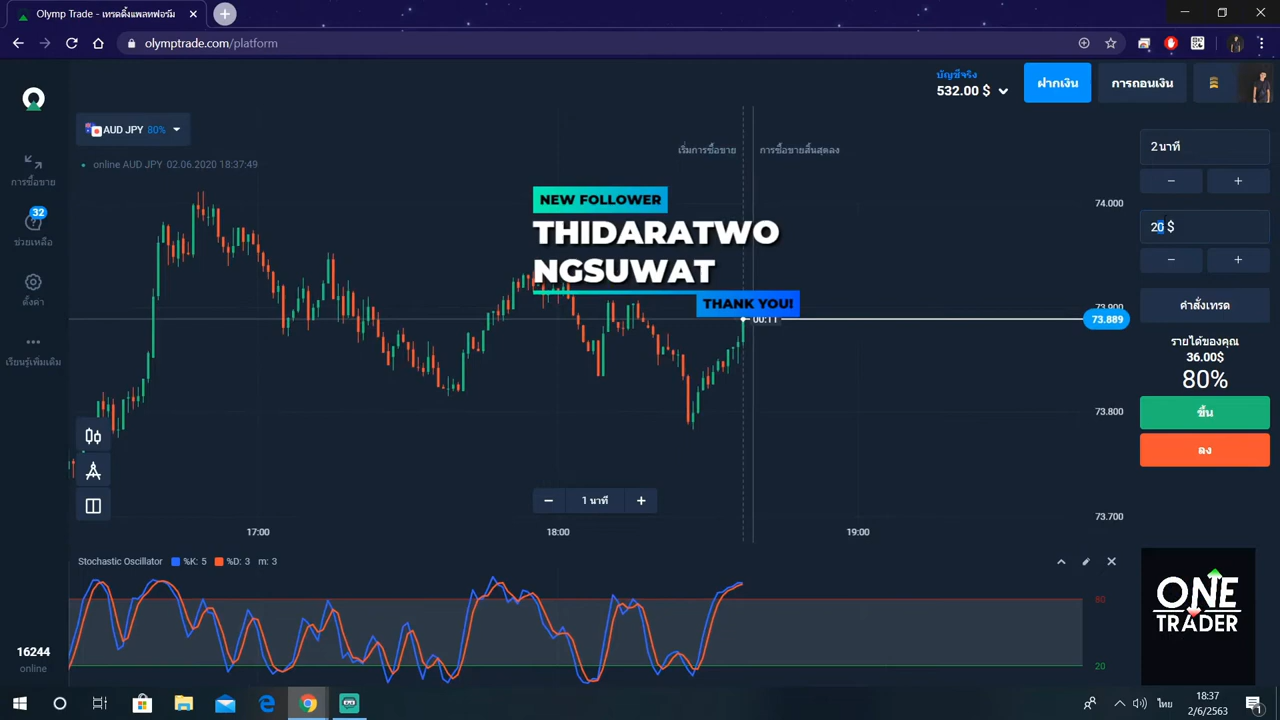 Olymp Trade - เทรดดิ้งแพลทฟอร์ม
olymptrade.com/platform
บัญชีจริง
532.00 $
ฝากเงิน
การถอนเงิน
AUD JPY 80%
online AUD JPY 02.06.2020 18:37:49
เริ่มการซื้อขาย
การซื้อขายสิ้นสุดลง
การซื้อขาย
32
ช่วยเหลือ
ตั้งค่า
เรียนรู้เพิ่มเติม
16244
online
NEW FOLLOWER
THIDARATWO
NGSUWAT
THANK YOU!
00:11
74.000
73.900
73.889
73.800
73.700
2 นาที
− +
20 $
− +
คำสั่งเทรด
รายได้ของคุณ
36.00$
80%
ขึ้น
ลง
− 1 นาที +
17:00 18:00 19:00
Stochastic Oscillator %K: 5 %D: 3 m: 3
80
20
ONE
TRADER
ไทย
18:37
2/6/2563
1